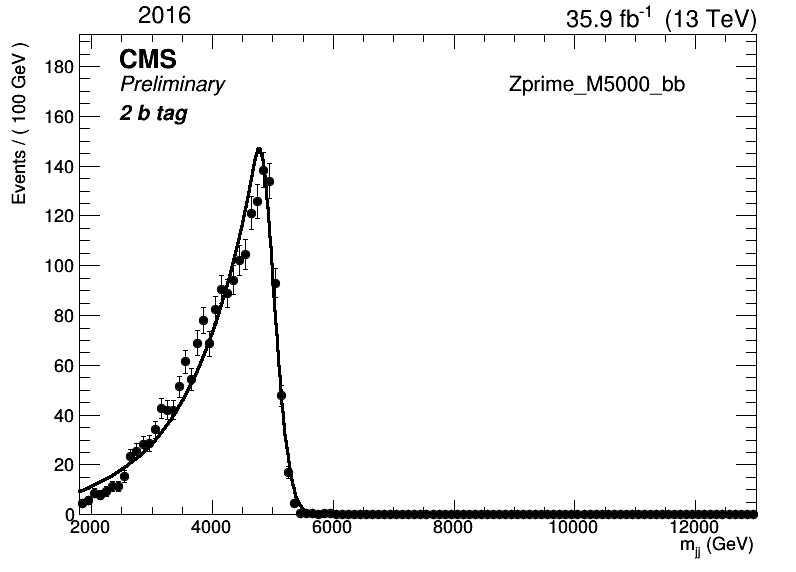 2016
35.9 fb⁻¹ (13 TeV)
CMS
Preliminary
2 b tag
Zprime_M5000_bb
Events / ( 100 GeV )
180
160
140
120
100
80
60
40
20
0
2000 4000 6000 8000 10000 12000
m_jj (GeV)